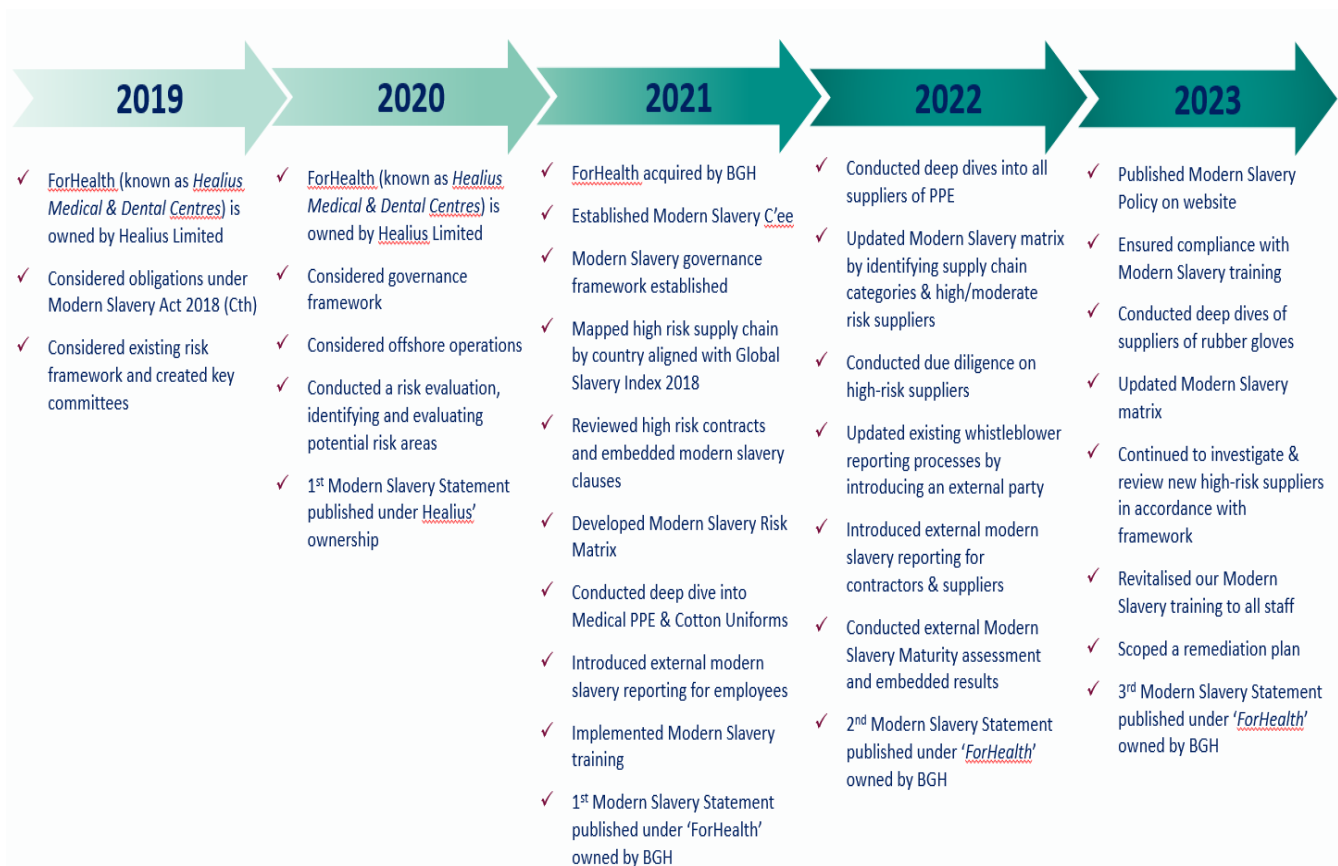 2019
✓ ForHealth (known as Healius
Medical & Dental Centres) is
owned by Healius Limited
✓ Considered obligations under
Modern Slavery Act 2018 (Cth)
✓ Considered existing risk
framework and created key
committees
2020
✓ ForHealth (known as Healius
Medical & Dental Centres) is
owned by Healius Limited
✓ Considered governance
framework
✓ Considered offshore operations
✓ Conducted a risk evaluation,
identifying and evaluating
potential risk areas
✓ 1st Modern Slavery Statement
published under Healius’
ownership
2021
✓ ForHealth acquired by BGH
✓ Established Modern Slavery C’ee
✓ Modern Slavery governance
framework established
✓ Mapped high risk supply chain
by country aligned with Global
Slavery Index 2018
✓ Reviewed high risk contracts
and embedded modern slavery
clauses
✓ Developed Modern Slavery Risk
Matrix
✓ Conducted deep dive into
Medical PPE & Cotton Uniforms
✓ Introduced external modern
slavery reporting for employees
✓ Implemented Modern Slavery
training
✓ 1st Modern Slavery Statement
published under ‘ForHealth’
owned by BGH
2022
✓ Conducted deep dives into all
suppliers of PPE
✓ Updated Modern Slavery matrix
by identifying supply chain
categories & high/moderate
risk suppliers
✓ Conducted due diligence on
high-risk suppliers
✓ Updated existing whistleblower
reporting processes by
introducing an external party
✓ Introduced external modern
slavery reporting for
contractors & suppliers
✓ Conducted external Modern
Slavery Maturity assessment
and embedded results
✓ 2nd Modern Slavery Statement
published under ‘ForHealth’
owned by BGH
2023
✓ Published Modern Slavery
Policy on website
✓ Ensured compliance with
Modern Slavery training
✓ Conducted deep dives of
suppliers of rubber gloves
✓ Updated Modern Slavery
matrix
✓ Continued to investigate &
review new high-risk suppliers
in accordance with
framework
✓ Revitalised our Modern
Slavery training to all staff
✓ Scoped a remediation plan
✓ 3rd Modern Slavery Statement
published under ‘ForHealth’
owned by BGH